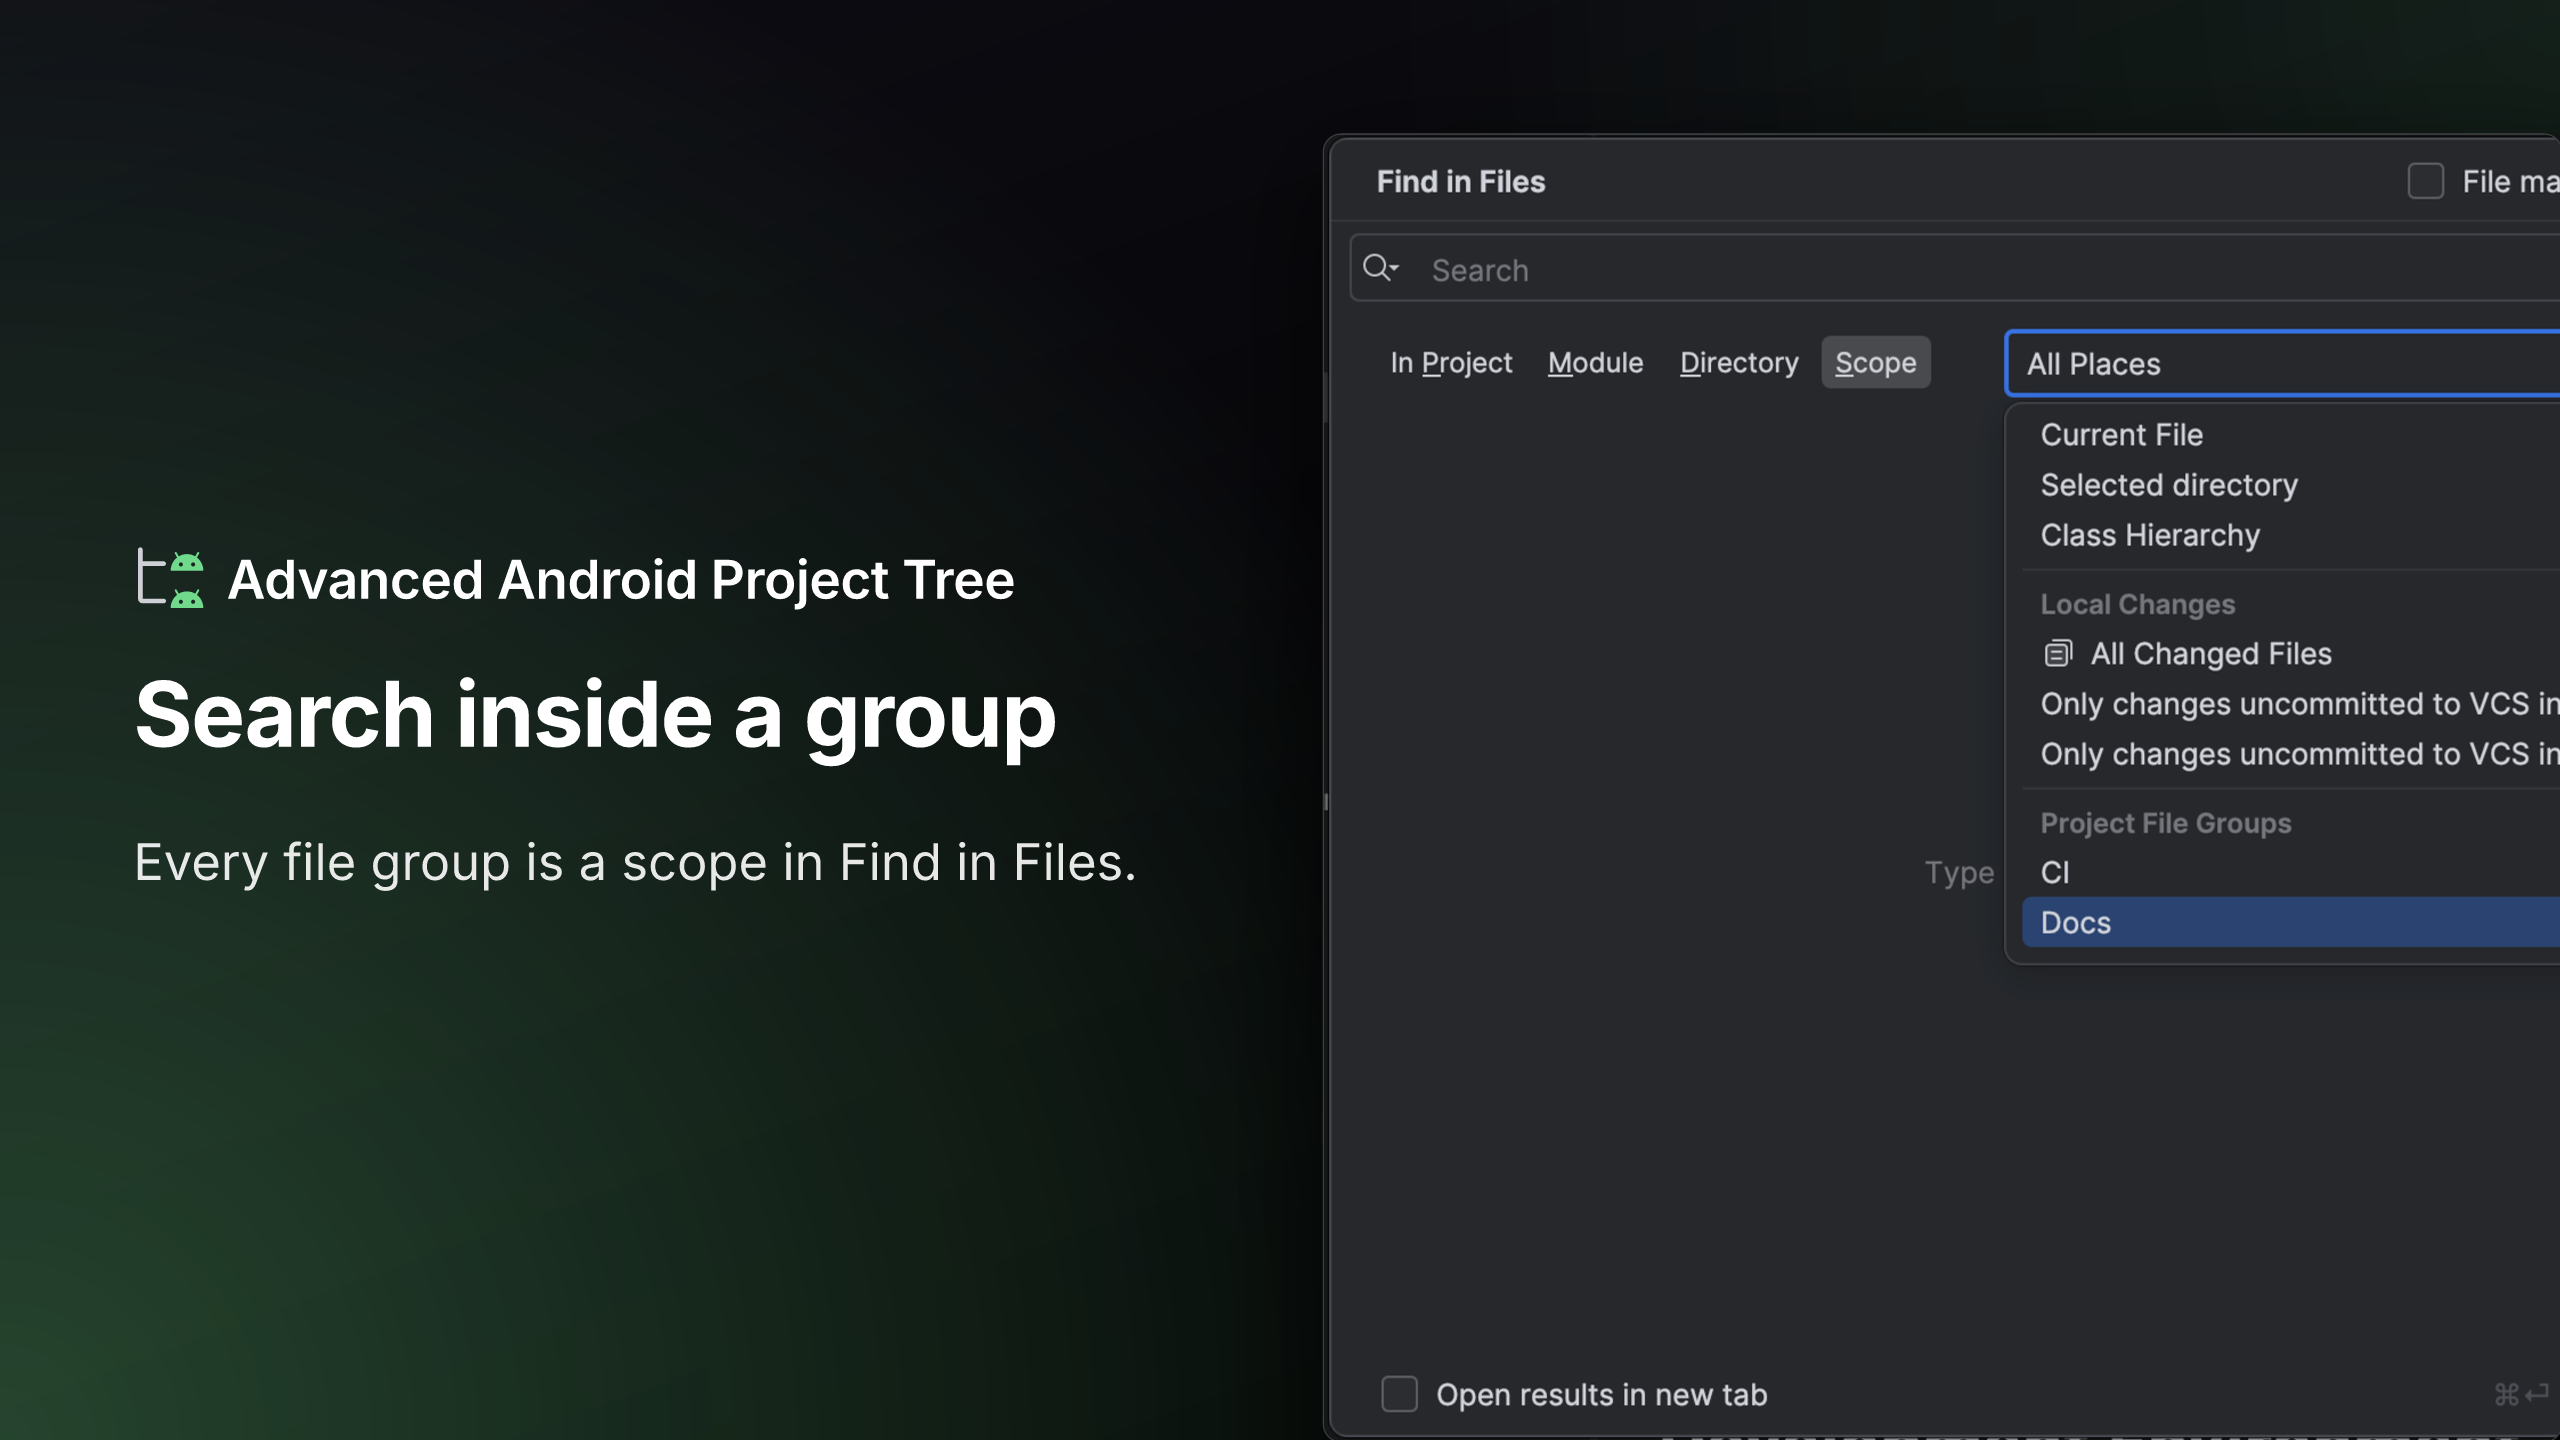 Advanced Android Project Tree
Search inside a group
Every file group is a scope in Find in Files.
Find in Files
File ma
Search
In Project Module Directory Scope
All Places
Current File
Selected directory
Class Hierarchy
Local Changes
All Changed Files
Only changes uncommitted to VCS in
Only changes uncommitted to VCS in
Project File Groups
CI
Type
Docs
Open results in new tab
⌘↵